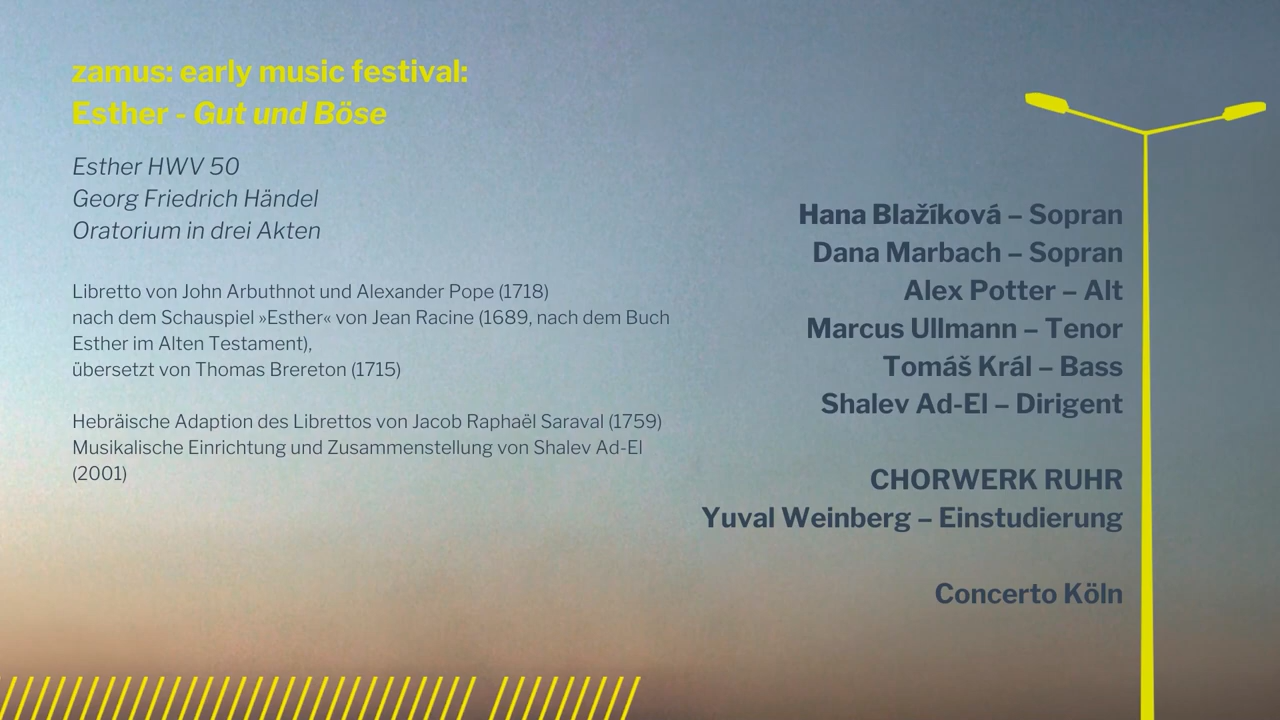 zamus: early music festival:
Esther - Gut und Böse
Esther HWV 50
Georg Friedrich Händel
Oratorium in drei Akten
Libretto von John Arbuthnot und Alexander Pope (1718)
nach dem Schauspiel »Esther« von Jean Racine (1689, nach dem Buch
Esther im Alten Testament),
übersetzt von Thomas Brereton (1715)
Hebräische Adaption des Librettos von Jacob Raphaël Saraval (1759)
Musikalische Einrichtung und Zusammenstellung von Shalev Ad-El
(2001)
Hana Blažíková – Sopran
Dana Marbach – Sopran
Alex Potter – Alt
Marcus Ullmann – Tenor
Tomáš Král – Bass
Shalev Ad-El – Dirigent
CHORWERK RUHR
Yuval Weinberg – Einstudierung
Concerto Köln